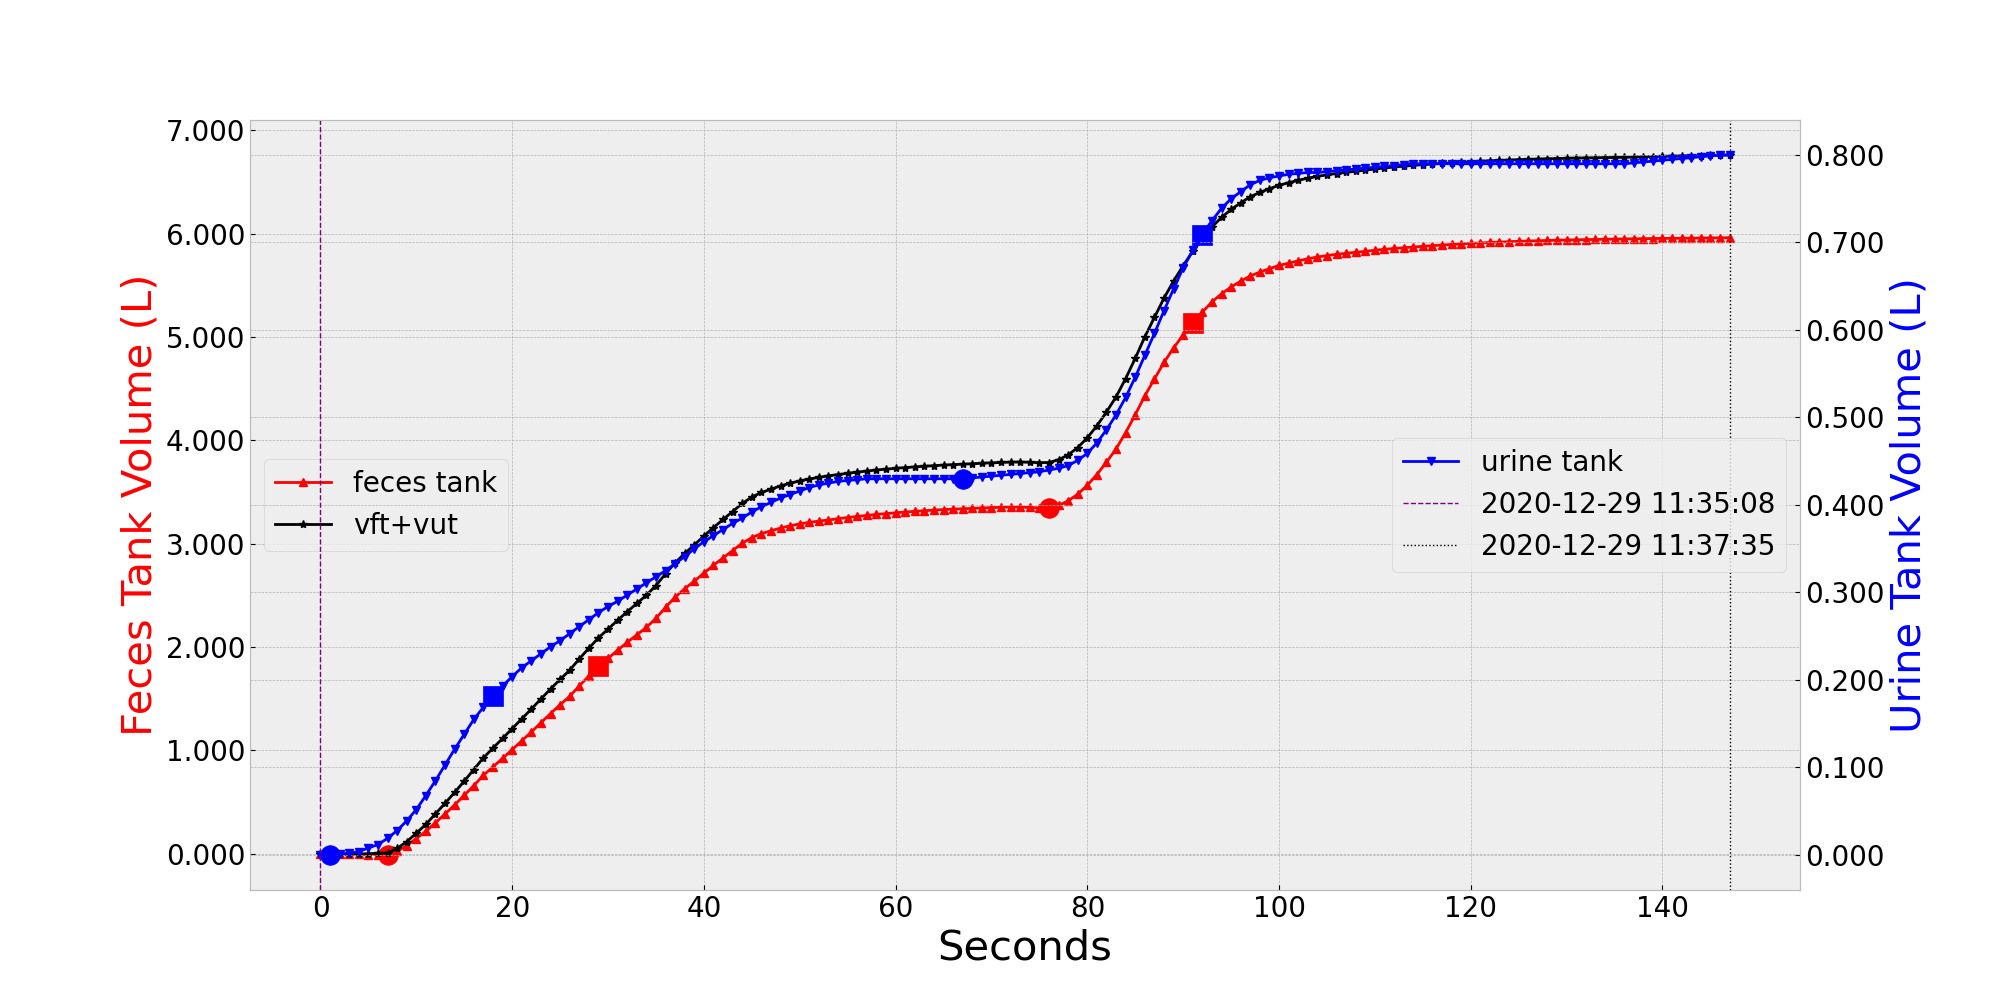 7.000
6.000
5.000
4.000
3.000
2.000
1.000
0.000
Feces Tank Volume (L)
feces tank
vft+vut
urine tank
2020-12-29 11:35:08
2020-12-29 11:37:35
0.800
0.700
0.600
0.500
0.400
0.300
0.200
0.100
0.000
Urine Tank Volume (L)
0 20 40 60 80 100 120 140
Seconds